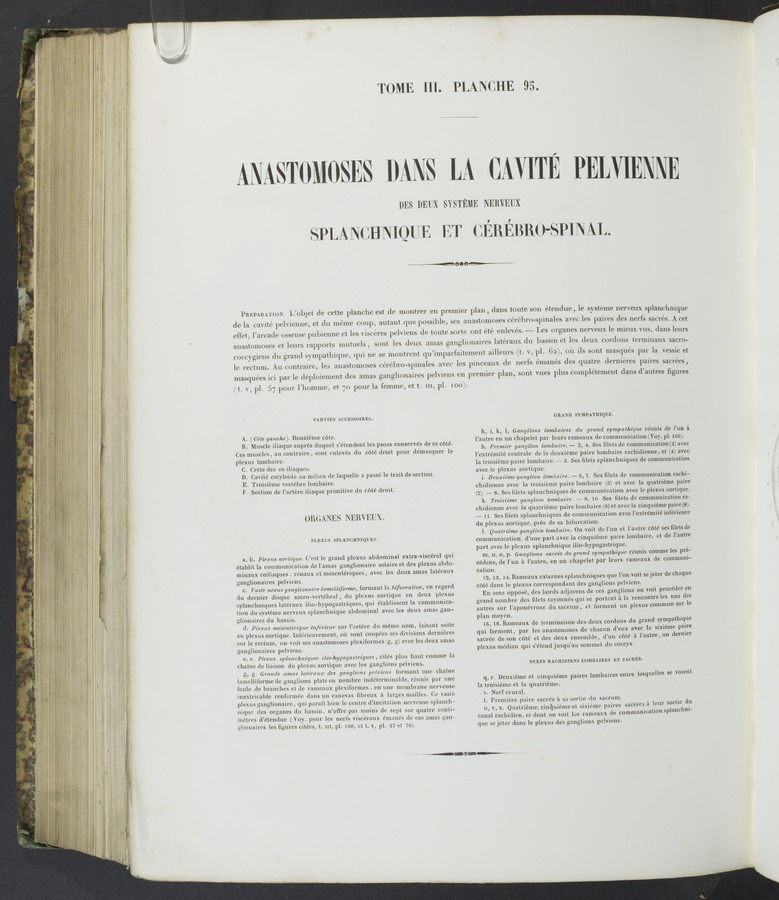 TOME III. PLANCHE 95.
ANASTOMOSES DANS LA CAVITÉ PELVIENNE
DES DEUX SYSTÊME NERVEUX
SPLANCHNIQUE ET CÉRÉBRO-SPINAL.
PRÉPARATION. L'objet de cette planche est de montrer en premier plan, dans toute son étendue, le système nerveux splanchnique
de la cavité pelvienne, et du même coup, autant que possible, ses anastomoses cérébro-spinales avec les paires des nerfs sacrés. A cet
effet, l'arcade osseuse pubienne et les viscères pelviens de toute sorte ont été enlevés. — Les organes nerveux le mieux vus, dans leurs
anastomoses et leurs rapports mutuels, sont les deux amas ganglionaires latéraux du bassin et les deux cordons terminaux sacro-
coccygiens du grand sympathique, qui ne se montrent qu'imparfaitement ailleurs (t. v, pl. 62), où ils sont masqués par la vessie et
le rectum. Au contraire, les anastomoses cérébro-spinales avec les pinceaux de nerfs émanés des quatre dernières paires sacrées,
masquées ici par le déploiement des amas ganglionaires pelviens en premier plan, sont vues plus complètement dans d'autres figures
(t. v, pl. 57 pour l'homme, et 70 pour la femme, et t. III, pl. 100).
PARTIES ACCESSOIRES.
A. (Côté gauche). Douzième côte.
B. Muscle iliaque auprès duquel s'étendent les psoas conservés de ce côté.
Ces muscles, au contraire, sont enlevés du côté droit pour démasquer le
plexus lombaire.
C. Crête des os iliaques.
D. Cavité cotyloïde au milieu de laquelle a passé le trait de section.
E. Troisième vertèbre lombaire.
F. Section de l'artère iliaque primitive du côté droit.
ORGANES NERVEUX.
PLEXUS SPLANCHNIQUES.
a, b. Plexus aortique. C'est le grand plexus abdominal extra-viscéral qui
établit la communication de l'amas ganglionaire solaire et des plexus abdo-
minaux cœliaques, rénaux et mésentériques, avec les deux amas latéraux
ganglionaires pelviens.
c. Vaste nexus ganglionaire lamelliforme, formant la bifurcation, en regard
du dernier disque sacro-vertébral, du plexus aortique en deux plexus
splanchniques latéraux ilio-hypogastriques, qui établissent la communica-
tion du système nerveux splanchnique abdominal avec les deux amas gan-
glionaires du bassin.
d. Plexus mésentérique inférieur sur l'artère du même nom, faisant suite
au plexus aortique. Inférieurement, où sont coupées ses divisions dernières
sur le rectum, on voit ses anastomoses plexiformes (g, g) avec les deux amas
ganglionaires pelviens.
e, e. Plexus splanchniques ilio-hypogastriques, cités plus haut comme la
chaîne de liaison du plexus aortique avec les ganglions pelviens.
g, g. Grands amas latéraux des ganglions pelviens formant une chaîne
lamelliforme de ganglions plats en nombre indéterminable, réunis par une
foule de branches et de rameaux plexiformes, en une membrane nerveuse
inextricable renfermée dans un canevas fibreux à larges mailles. Ce vaste
plexus ganglionaire, qui paraît bien le centre d'incitation nerveuse splanch-
nique des organes du bassin, n'offre pas moins de sept sur quatre centi-
mètres d'étendue (Voy. pour les nerfs viscéraux émanés de ces amas gan-
glionaires les figures citées, t. III, pl. 100, et t. v, pl. 57 et 70).
GRAND SYMPATHIQUE.
h, i, k, l. Ganglions lombaires du grand sympathique réunis de l'un à
l'autre en un chapelet par leurs rameaux de communication (Voy. pl. 100).
h. Premier ganglion lombaire. — 2, 4. Ses filets de communication (2) avec
l'extrémité centrale de la deuxième paire lombaire rachidienne, et (4) avec
la troisième paire lombaire. — 3. Ses filets splanchniques de communication
avec le plexus aortique.
i. Deuxième ganglion lombaire. — 5, 7. Ses filets de communication rachi-
chidienne avec la troisième paire lombaire (5) et avec la quatrième paire
(7). — 6. Ses filets splanchniques de communication avec le plexus aortique.
k. Troisième ganglion lombaire. — 8, 10. Ses filets de communication ra-
chidienne avec la quatrième paire lombaire (8) et avec la cinquième paire (9).
— 11. Ses filets splanchniques de communication avec l'extrémité inférieure
du plexus aortique, près de sa bifurcation.
l. Quatrième ganglion lombaire. On voit de l'un et l'autre côté ses filets de
communication, d'une part avec la cinquième paire lombaire, et de l'autre
part avec le plexus splanchnique ilio-hypogastrique.
m, n, o, p. Ganglions sacrés du grand sympathique réunis comme les pré-
cédens, de l'un à l'autre, en un chapelet par leurs rameaux de communi-
cation.
12, 13, 14. Rameaux externes splanchniques que l'on voit se jeter de chaque
côté dans le plexus correspondant des ganglions pelviens.
En sens opposé, des bords adjacens de ces ganglions on voit procéder en
grand nombre des filets rayonnés qui se portent à la rencontre les uns des
autres sur l'aponévrose du sacrum, et forment un plexus commun sur le
plan moyen.
15, 16. Rameaux de terminaison des deux cordons du grand sympathique
qui forment, par les anastomoses de chacun d'eux avec la sixième paire
sacrée de son côté et des deux ensemble, d'un côté à l'autre, un dernier
plexus médian qui s'étend jusqu'au sommet du coccyx.
NERFS RACHIDIENS LOMBAIRES ET SACRÉS.
q, r. Deuxième et cinquième paires lombaires entre lesquelles se voient
la troisième et la quatrième.
s. Nerf crural.
t. Première paire sacrée à sa sortie du sacrum.
u, v, x. Quatrième, cinquième et sixième paires sacrées à leur sortie du
canal rachidien, et dont on voit les rameaux de communication splanchni-
que se jeter dans le plexus des ganglions pelviens.